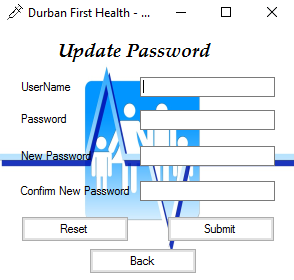 Durban First Health - ...
Update Password
UserName
Password
New Password
Confirm New Password
Reset Submit
Back